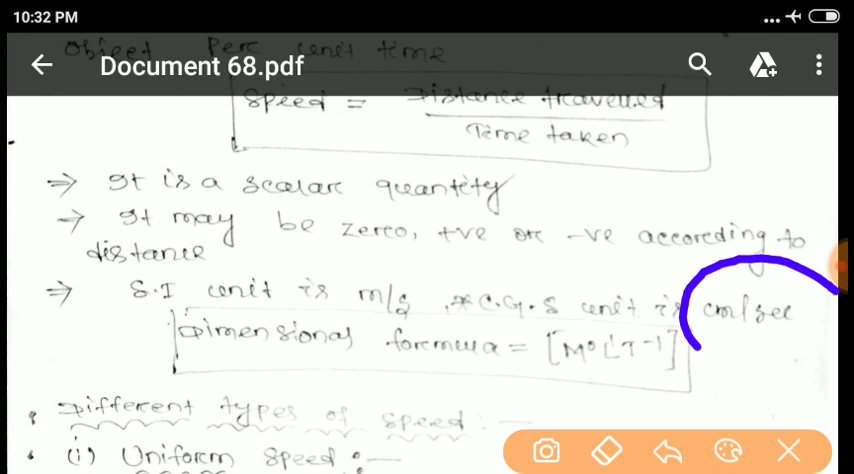 10:32 PM
Object Perc unit time
Document 68.pdf
Speed = Distance travelled
Time taken
⇒ It is a scalar quantity
→ It may be zero, +ve or -ve according to
distance
⇒ S.I unit is m/s, * C.G.S unit is cm/sec
Dimensional formula = [M⁰L¹T⁻¹]
Different types of speed :—
(i) Uniform speed :—